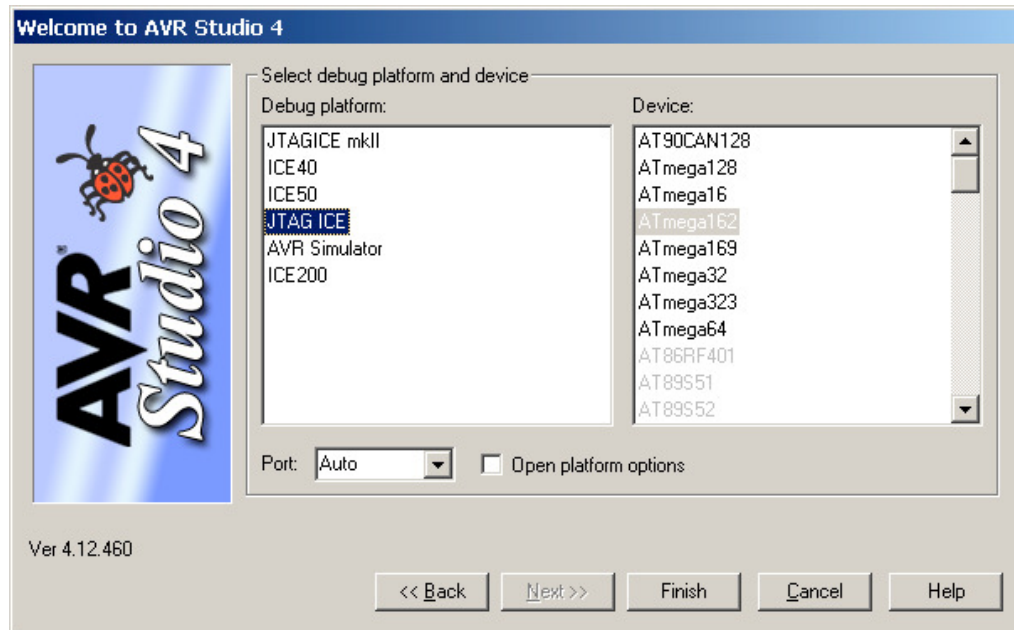 Welcome to AVR Studio 4
AVR® Studio 4
Select debug platform and device
Debug platform:
JTAGICE mkII
ICE40
ICE50
JTAG ICE
AVR Simulator
ICE200
Device:
AT90CAN128
ATmega128
ATmega16
ATmega162
ATmega169
ATmega32
ATmega323
ATmega64
AT86RF401
AT89S51
AT89S52
Port: Auto
Open platform options
Ver 4.12.460
<< Back
Next >>
Finish
Cancel
Help